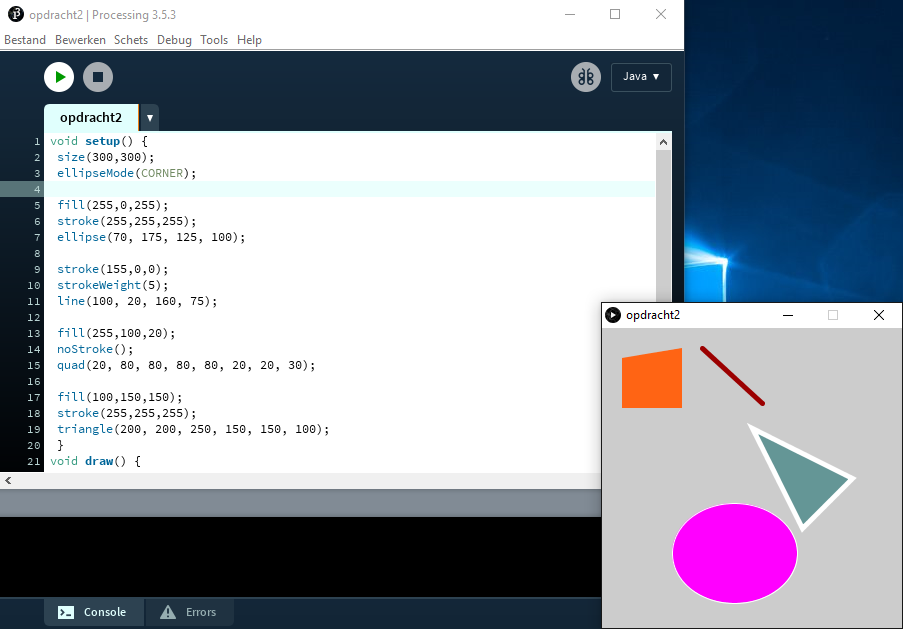 opdracht2 | Processing 3.5.3
Bestand Bewerken Schets Debug Tools Help
Java ▼
opdracht2 ▼
1 void setup() {
2 size(300,300);
3 ellipseMode(CORNER);
4
5 fill(255,0,255);
6 stroke(255,255,255);
7 ellipse(70, 175, 125, 100);
8
9 stroke(155,0,0);
10 strokeWeight(5);
11 line(100, 20, 160, 75);
12
13 fill(255,100,20);
14 noStroke();
15 quad(20, 80, 80, 80, 80, 20, 20, 30);
16
17 fill(100,150,150);
18 stroke(255,255,255);
19 triangle(200, 200, 250, 150, 150, 100);
20 }
21 void draw() {
opdracht2
Console Errors